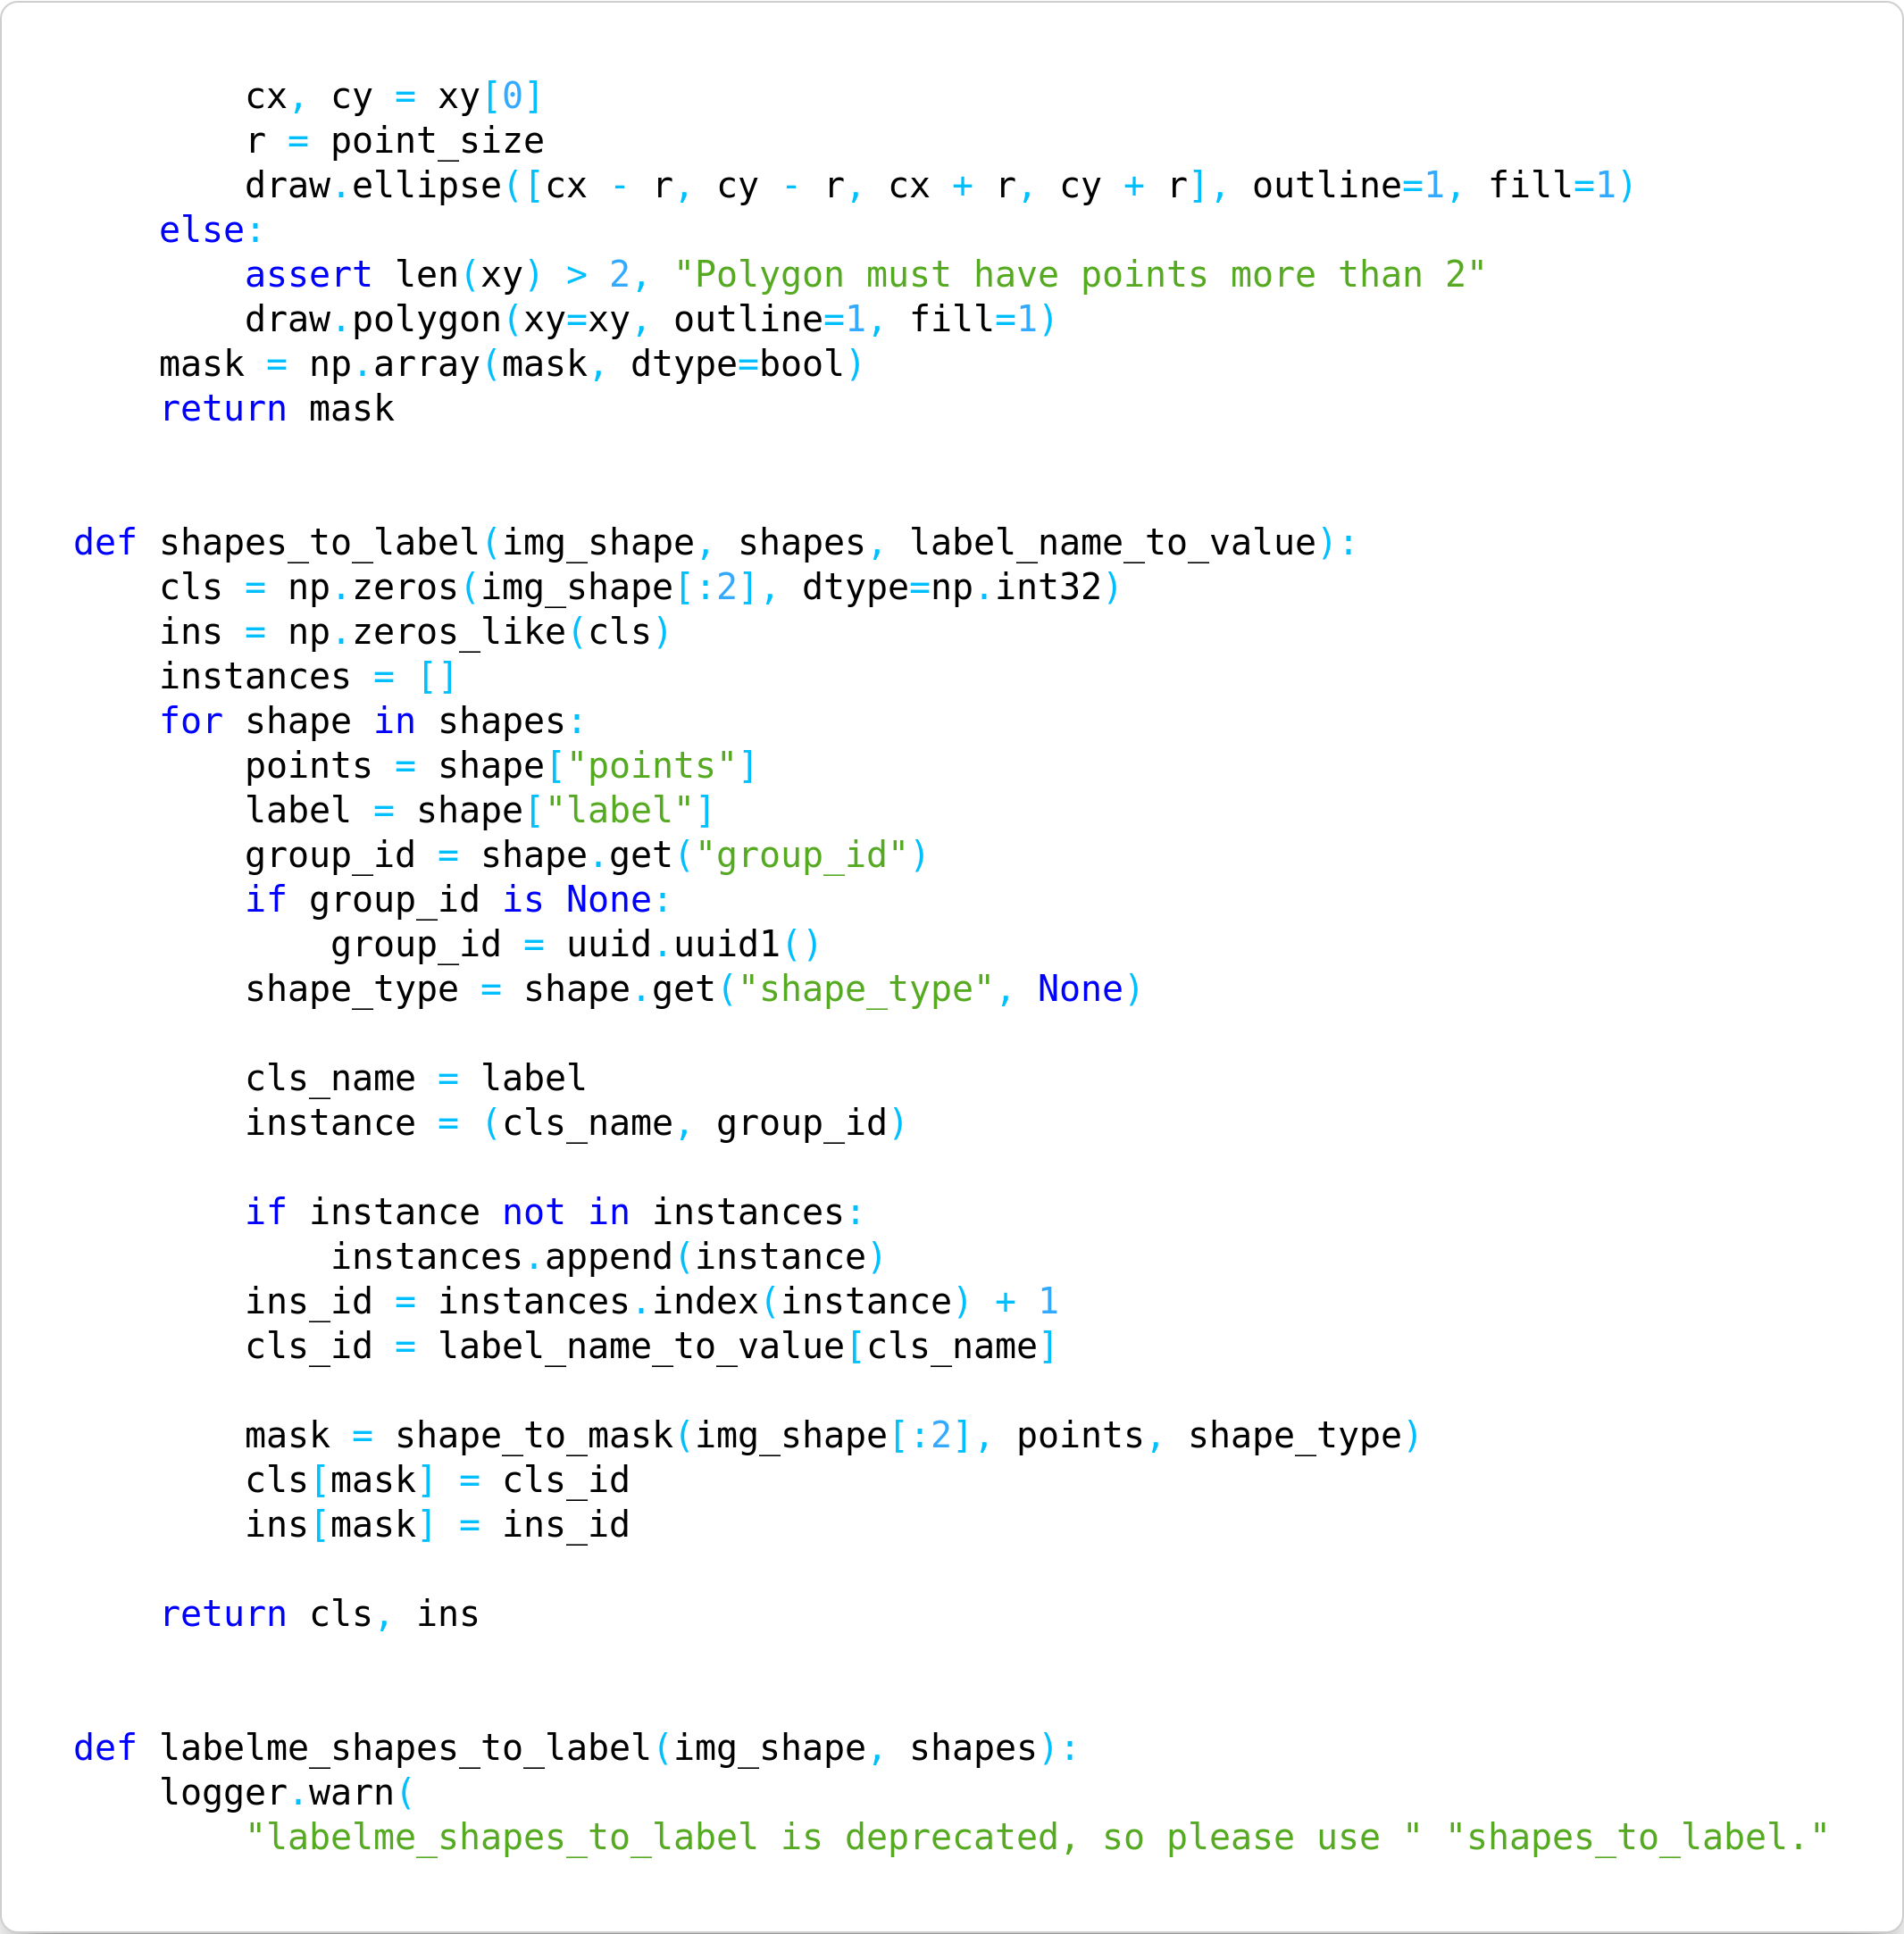 cx, cy = xy[0]
        r = point_size
        draw.ellipse([cx - r, cy - r, cx + r, cy + r], outline=1, fill=1)
    else:
        assert len(xy) > 2, "Polygon must have points more than 2"
        draw.polygon(xy=xy, outline=1, fill=1)
    mask = np.array(mask, dtype=bool)
    return mask


def shapes_to_label(img_shape, shapes, label_name_to_value):
    cls = np.zeros(img_shape[:2], dtype=np.int32)
    ins = np.zeros_like(cls)
    instances = []
    for shape in shapes:
        points = shape["points"]
        label = shape["label"]
        group_id = shape.get("group_id")
        if group_id is None:
            group_id = uuid.uuid1()
        shape_type = shape.get("shape_type", None)

        cls_name = label
        instance = (cls_name, group_id)

        if instance not in instances:
            instances.append(instance)
        ins_id = instances.index(instance) + 1
        cls_id = label_name_to_value[cls_name]

        mask = shape_to_mask(img_shape[:2], points, shape_type)
        cls[mask] = cls_id
        ins[mask] = ins_id

    return cls, ins


def labelme_shapes_to_label(img_shape, shapes):
    logger.warn(
        "labelme_shapes_to_label is deprecated, so please use " "shapes_to_label."